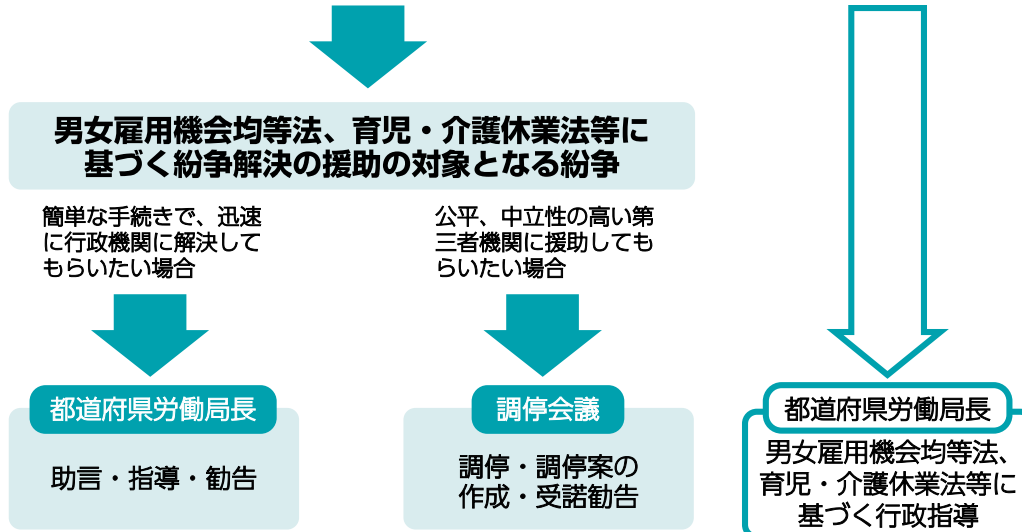 男女雇用機会均等法、育児・介護休業法等に
基づく紛争解決の援助の対象となる紛争
簡単な手続きで、迅速
に行政機関に解決して
もらいたい場合
公平、中立性の高い第
三者機関に援助しても
らいたい場合
都道府県労働局長
助言・指導・勧告
調停会議
調停・調停案の
作成・受諾勧告
都道府県労働局長
男女雇用機会均等法、
育児・介護休業法等に
基づく行政指導